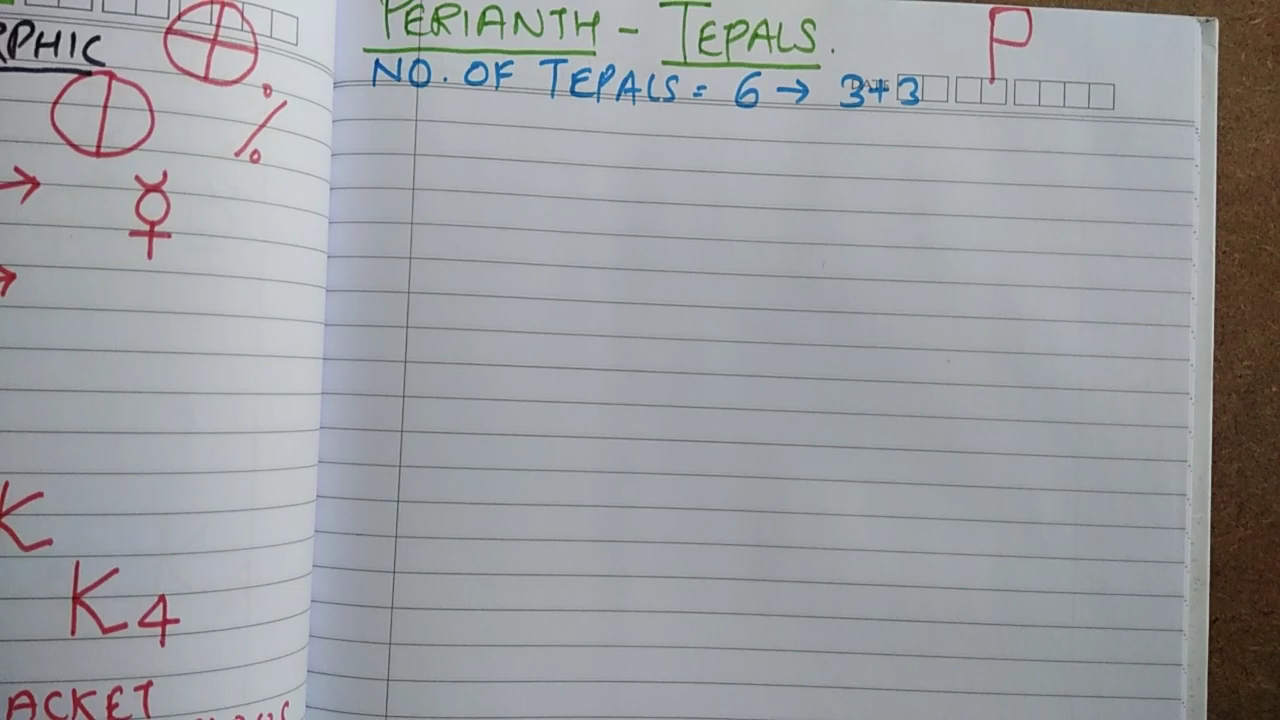 RPHIC
⊕
%
→ ☿
→
K
K4
ACKET
PERIANTH - TEPALS. P
NO. OF TEPALS = 6 → 3+3